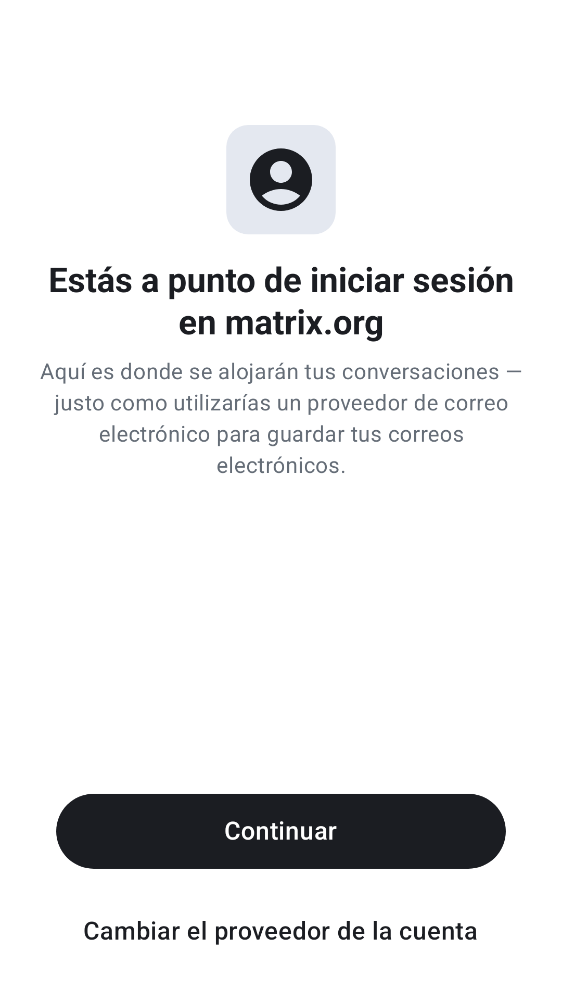 Estás a punto de iniciar sesión
en matrix.org
Aquí es donde se alojarán tus conversaciones —
justo como utilizarías un proveedor de correo
electrónico para guardar tus correos
electrónicos.
Continuar
Cambiar el proveedor de la cuenta